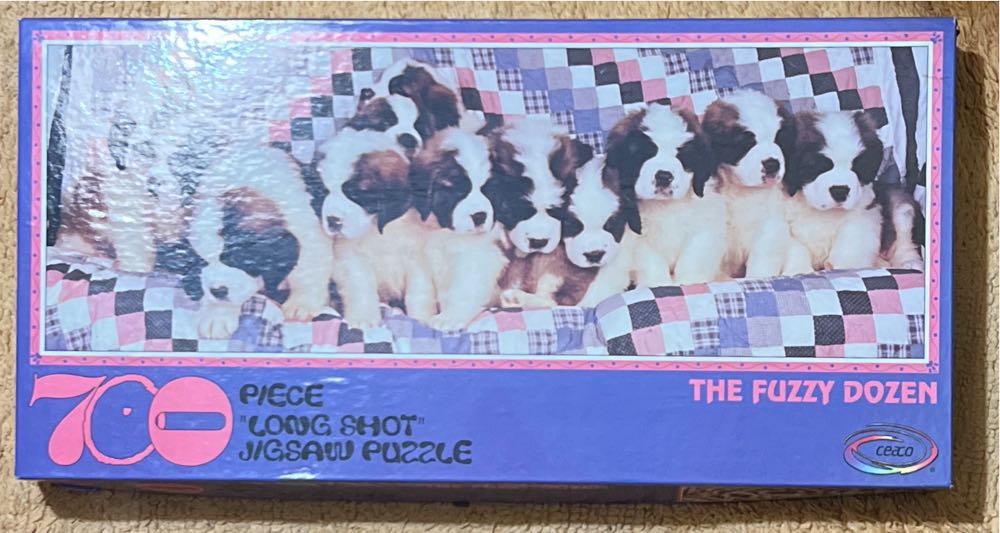 700
PIECE
"LONG SHOT"
JIGSAW PUZZLE
THE FUZZY DOZEN
ceaco
®